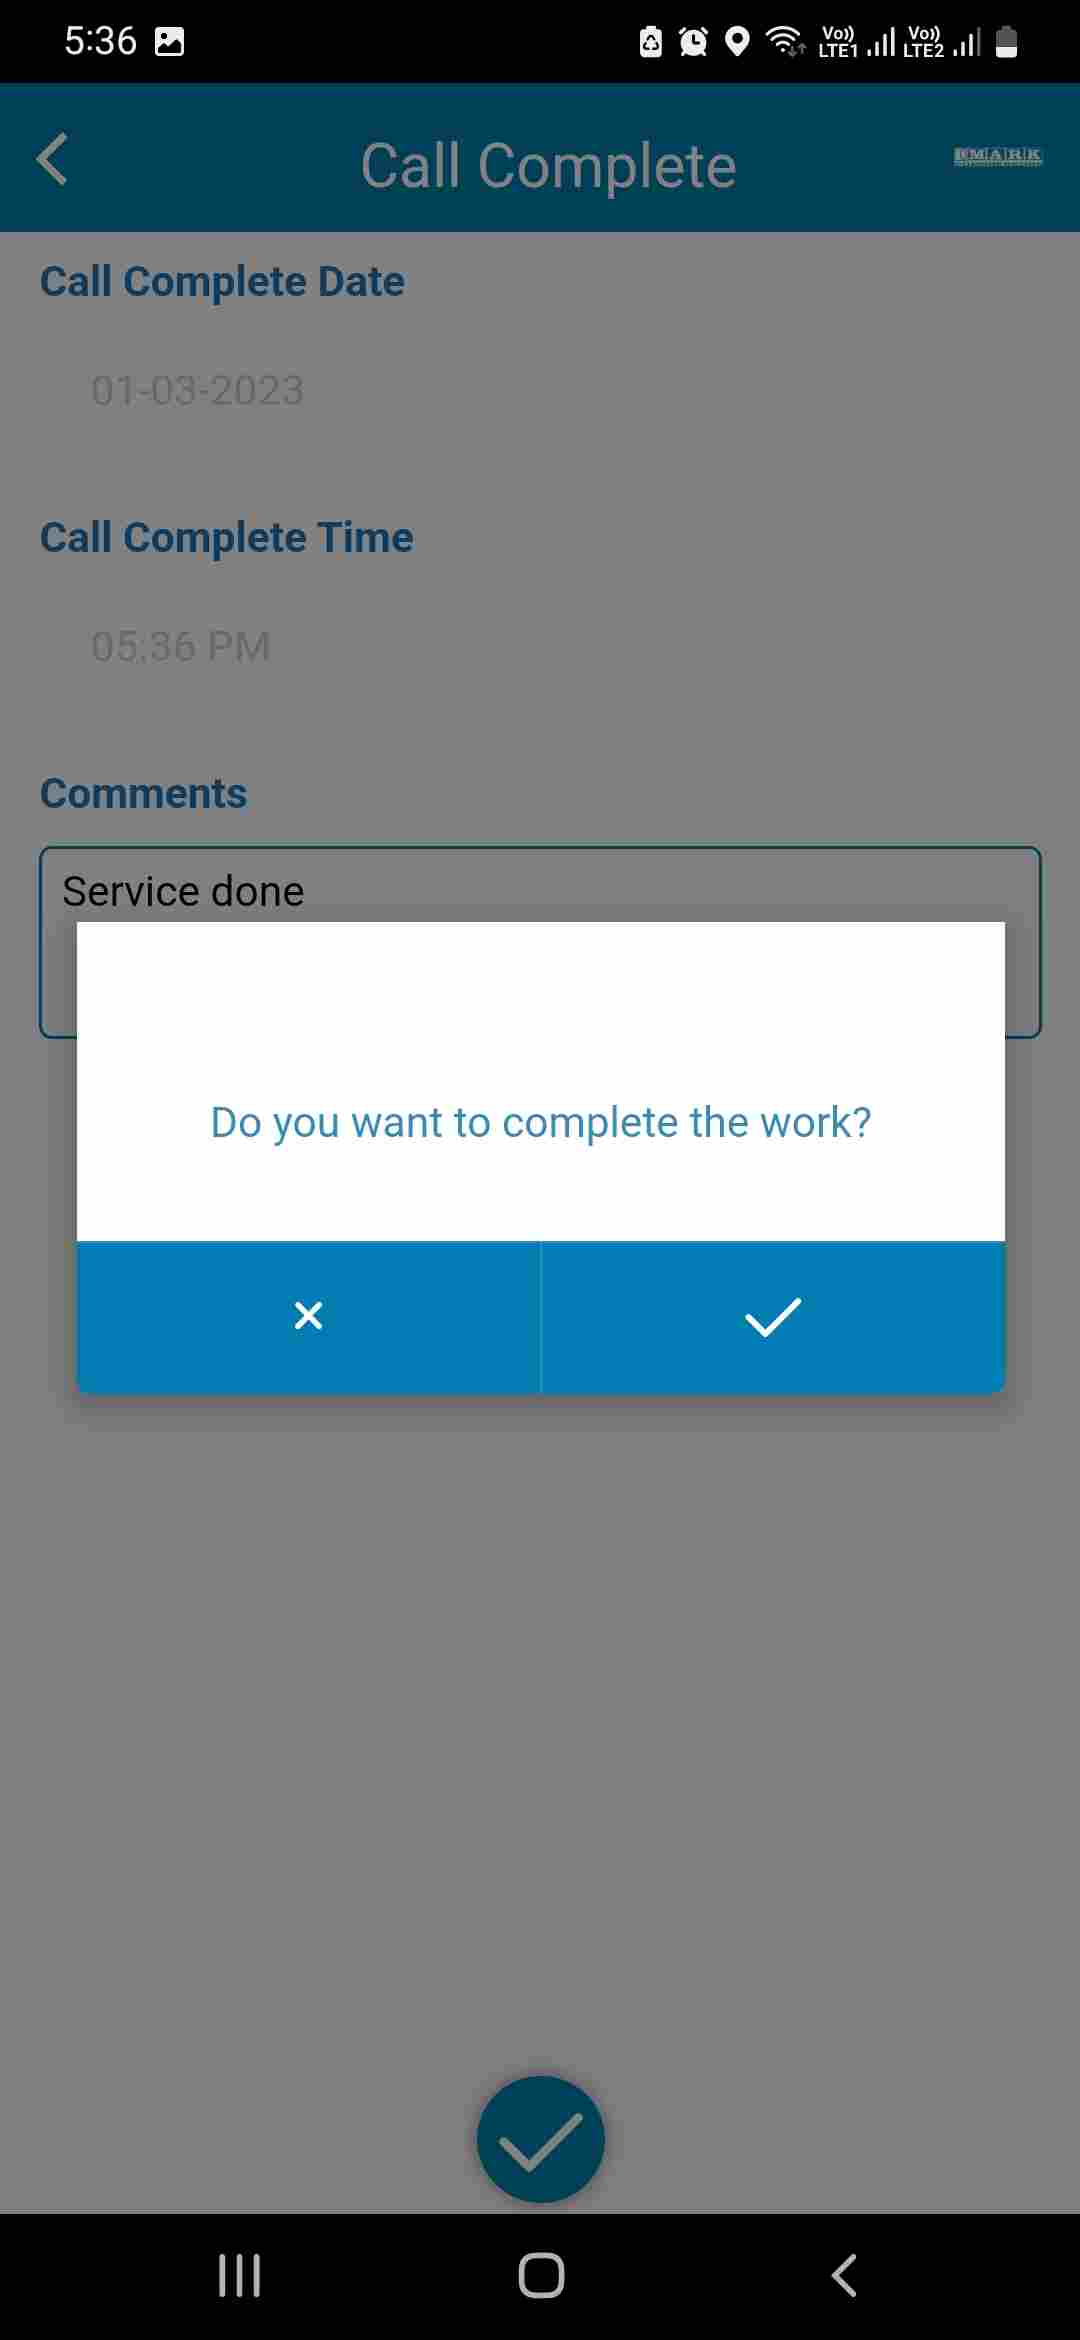 5:36
Vo)) LTE1 Vo)) LTE2
Call Complete
Call Complete Date
01-03-2023
Call Complete Time
05:36 PM
Comments
Service done
Do you want to complete the work?